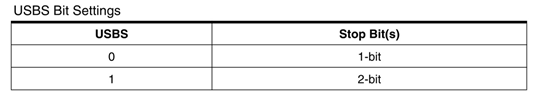 USBS Bit Settings
USBS Stop Bit(s)
0 1-bit
1 2-bit